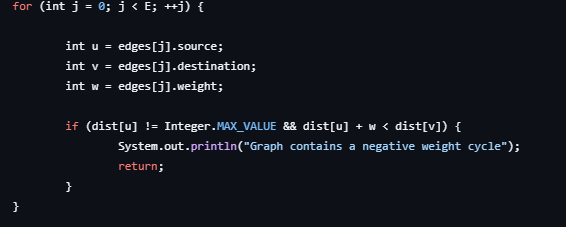 for (int j = 0; j < E; ++j) {
int u = edges[j].source;
int v = edges[j].destination;
int w = edges[j].weight;
if (dist[u] != Integer.MAX_VALUE && dist[u] + w < dist[v]) {
System.out.println("Graph contains a negative weight cycle");
return;
}
}